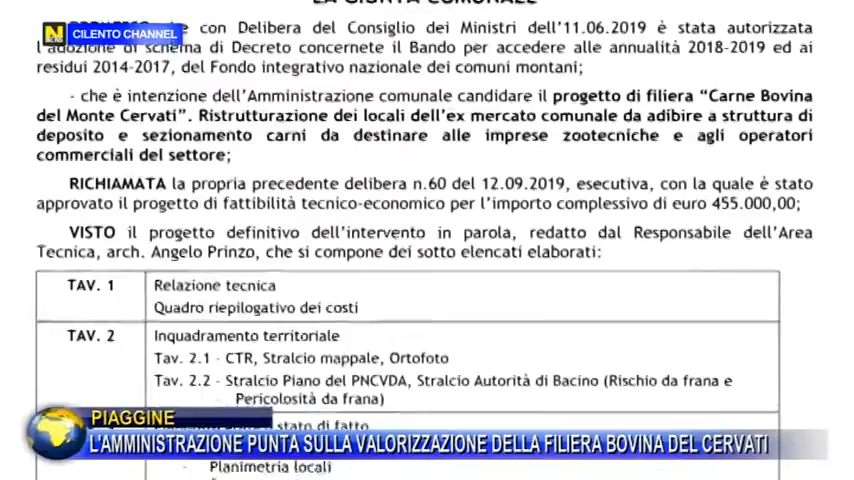 LA GIUNTA COMUNALE
CILENTO CHANNEL
con Delibera del Consiglio dei Ministri dell'11.06.2019 è stata autorizzata
l'adozione di schema di Decreto concernete il Bando per accedere alle annualità 2018-2019 ed ai
residui 2014-2017, del Fondo integrativo nazionale dei comuni montani;
- che è intenzione dell'Amministrazione comunale candidare il progetto di filiera “Carne Bovina
del Monte Cervati”. Ristrutturazione dei locali dell'ex mercato comunale da adibire a struttura di
deposito e sezionamento carni da destinare alle imprese zootecniche e agli operatori
commerciali del settore;
RICHIAMATA la propria precedente delibera n.60 del 12.09.2019, esecutiva, con la quale è stato
approvato il progetto di fattibilità tecnico-economico per l'importo complessivo di euro 455.000,00;
VISTO il progetto definitivo dell'intervento in parola, redatto dal Responsabile dell'Area
Tecnica, arch. Angelo Prinzo, che si compone dei sotto elencati elaborati:
TAV. 1 Relazione tecnica
Quadro riepilogativo dei costi
TAV. 2 Inquadramento territoriale
Tav. 2.1 - CTR, Stralcio mappale, Ortofoto
Tav. 2.2 - Stralcio Piano del PNCVDA, Stralcio Autorità di Bacino (Rischio da frana e
- Pericolosità da frana)
stato di fatto
PIAGGINE
L'AMMINISTRAZIONE PUNTA SULLA VALORIZZAZIONE DELLA FILIERA BOVINA DEL CERVATI
- Planimetria locali